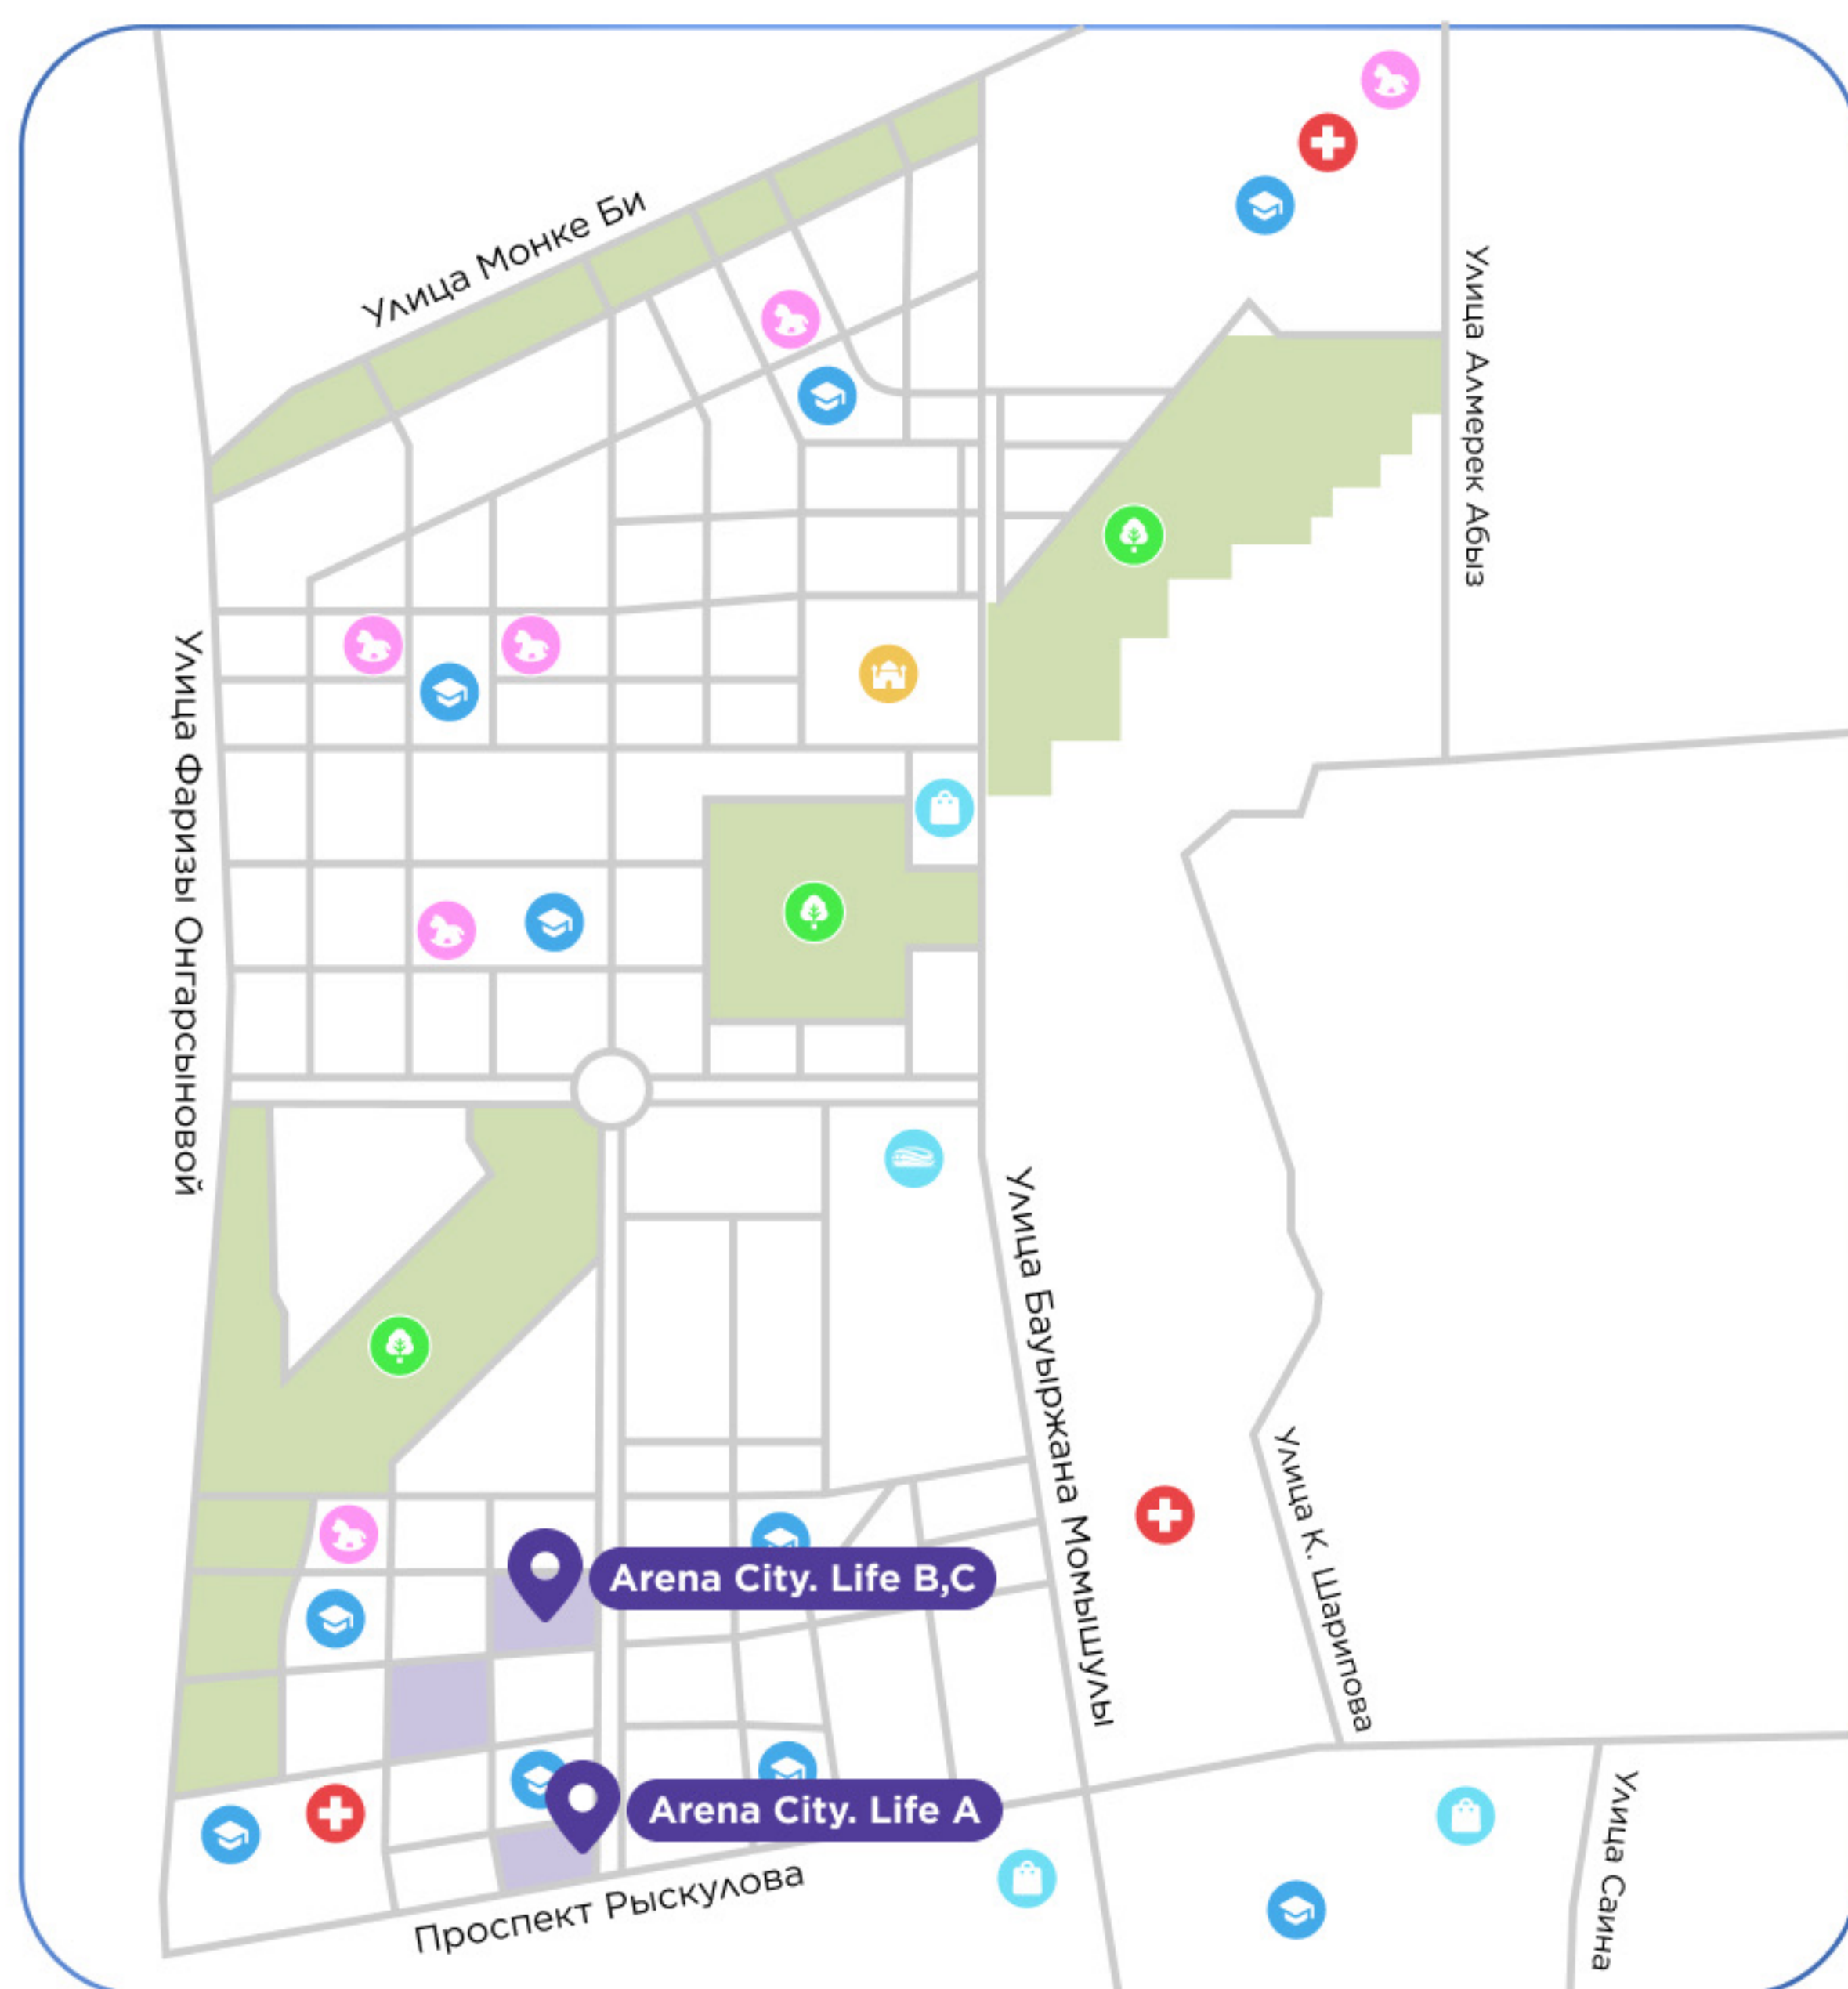 Улица Монке Би
Улица Алмерек Абыз
Улица Фаризы Онгарсыновой
Улица Бауыржана Момышулы
Улица К. Шарипова
Arena City. Life B,C
Arena City. Life A
Улица Саина
Проспект Рыскулова